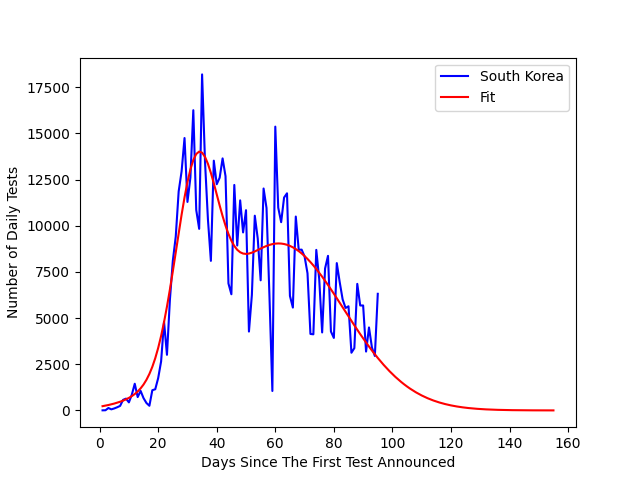 South Korea
Fit
Number of Daily Tests
17500
15000
12500
10000
7500
5000
2500
0
0 20 40 60 80 100 120 140 160
Days Since The First Test Announced